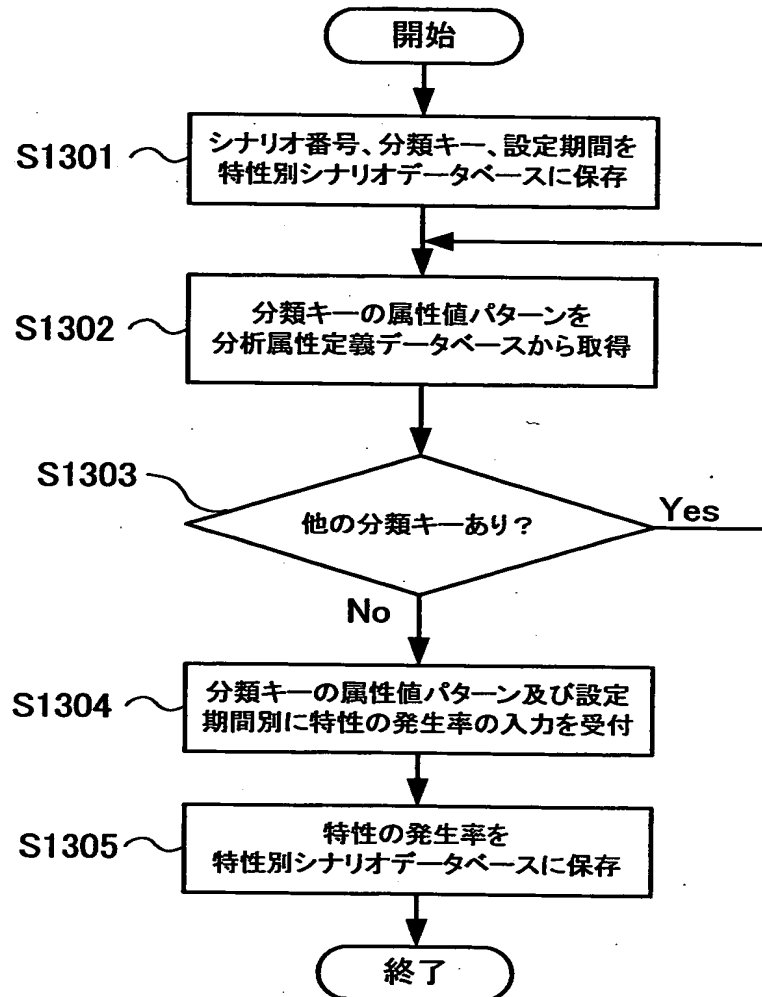 開始
S1301
シナリオ番号、分類キー、設定期間を
特性別シナリオデータベースに保存
S1302
分類キーの属性値パターンを
分析属性定義データベースから取得
S1303
他の分類キーあり？
Yes
No
S1304
分類キーの属性値パターン及び設定
期間別に特性の発生率の入力を受付
S1305
特性の発生率を
特性別シナリオデータベースに保存
終了